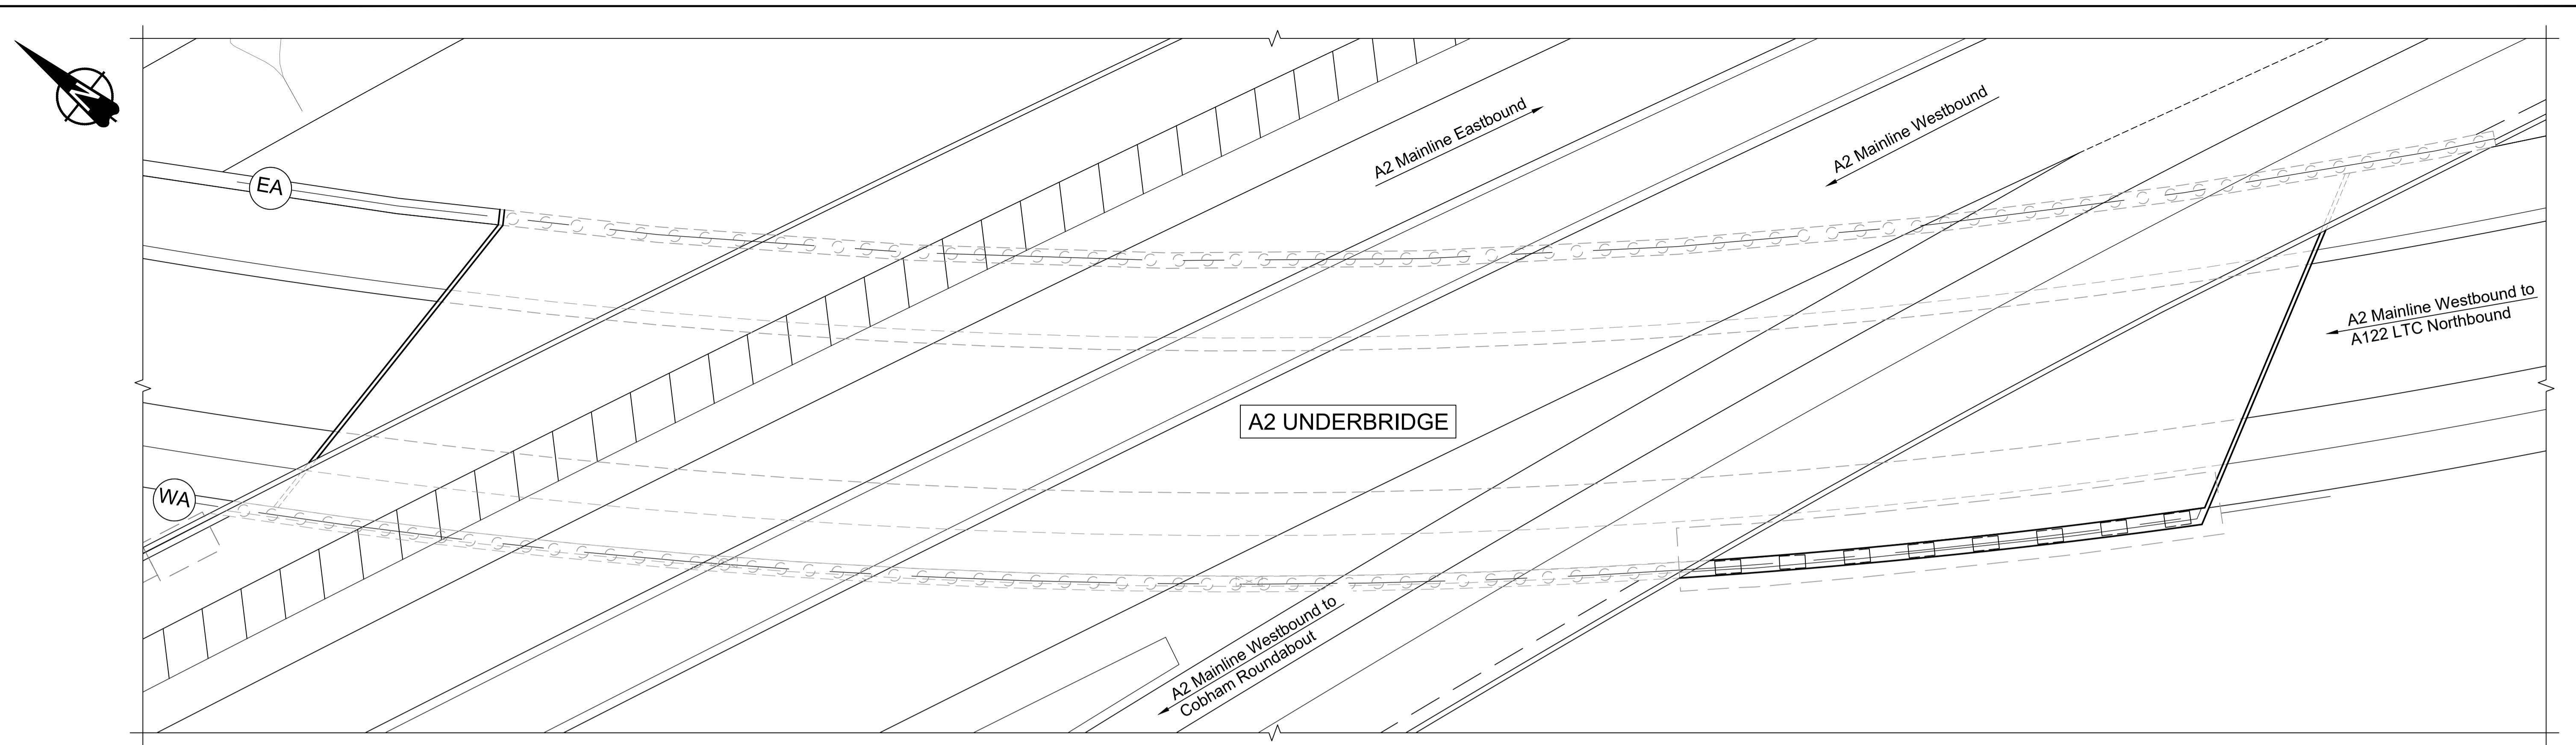 N
A2 Mainline Eastbound
A2 Mainline Westbound
EA
A2 Mainline Westbound to
A122 LTC Northbound
A2 UNDERBRIDGE
WA
A2 Mainline Westbound to
Cobham Roundabout